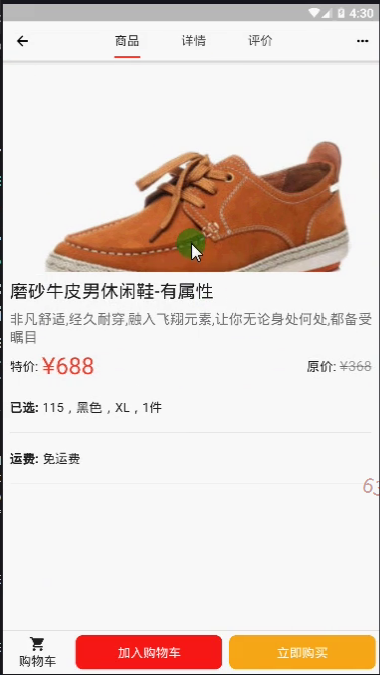 4:30
商品 详情 评价
磨砂牛皮男休闲鞋-有属性
非凡舒适,经久耐穿,融入飞翔元素,让你无论身处何处,都备受
瞩目
特价: ¥688 原价: ¥368
已选: 115，黑色，XL，1件
运费: 免运费
63
购物车 加入购物车 立即购买